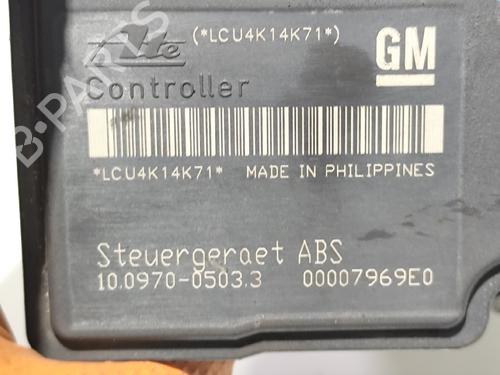 Ate (*LCU4K14K71*) GM
Controller
*LCU4K14K71* MADE IN PHILIPPINES
Steuergeraet ABS
10.0970-0503.3 00007969E0
B-PARTS